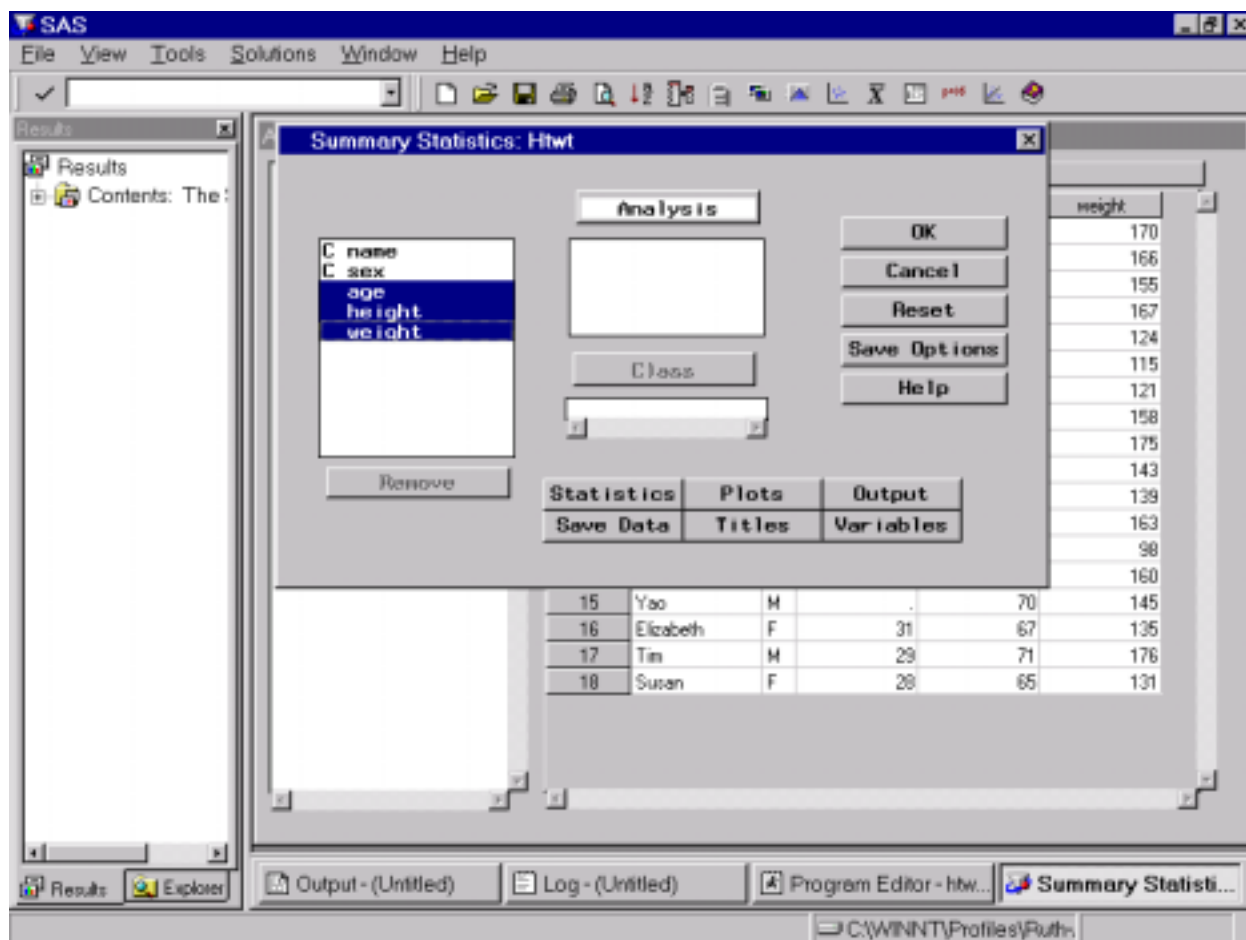 SAS
File View Tools Solutions Window Help
Results
Results
Contents: The
Summary Statistics: Htwt
C name
C sex
age
height
weight
Remove
Analysis
Class
OK
Cancel
Reset
Save Options
Help
Statistics Plots Output
Save Data Titles Variables
weight
170
166
155
167
124
115
121
158
175
143
139
163
98
160
15 Yao M . 70 145
16 Elizabeth F 31 67 135
17 Tim M 29 71 176
18 Susan F 28 65 131
Results Explorer
Output - (Untitled) Log - (Untitled) Program Editor - htw... Summary Statisti...
C:\WINNT\Profiles\Ruth